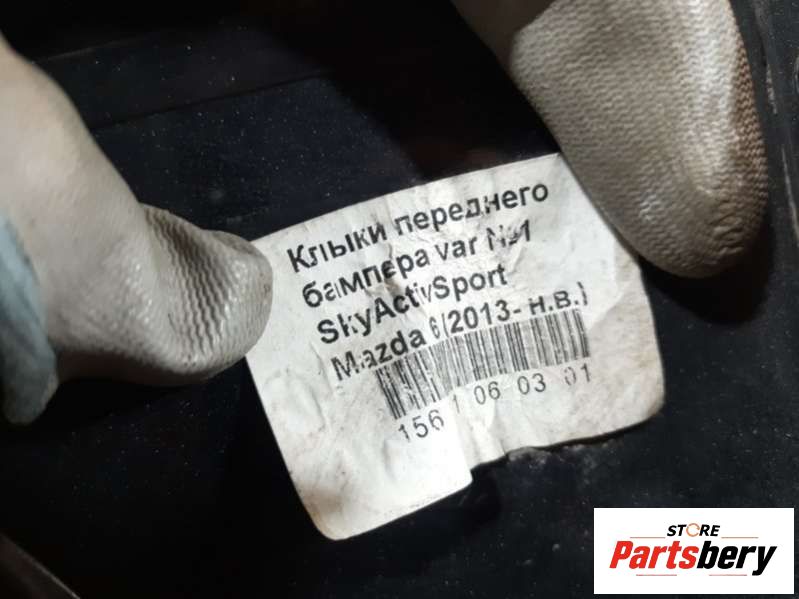 Клыки переднего
бампера var №1
SkyActivSport
Mazda 6(2013- н.в.)
156 1 06 03 01
STORE
Partsbery